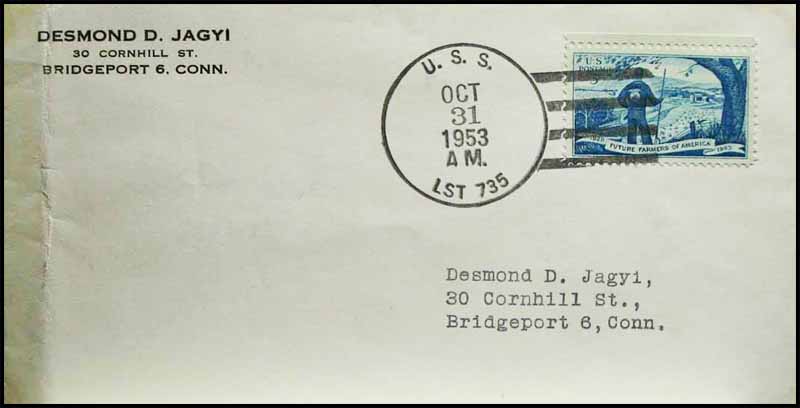 DESMOND D. JAGYI
30 CORNHILL ST.
BRIDGEPORT 6, CONN.
U. S. S.
OCT
31
1953
A M.
LST 735
U.S.
POSTAGE
3¢
1928
FUTURE FARMERS OF AMERICA
1953
Desmond D. Jagyi,
30 Cornhill St.,
Bridgeport 6, Conn.